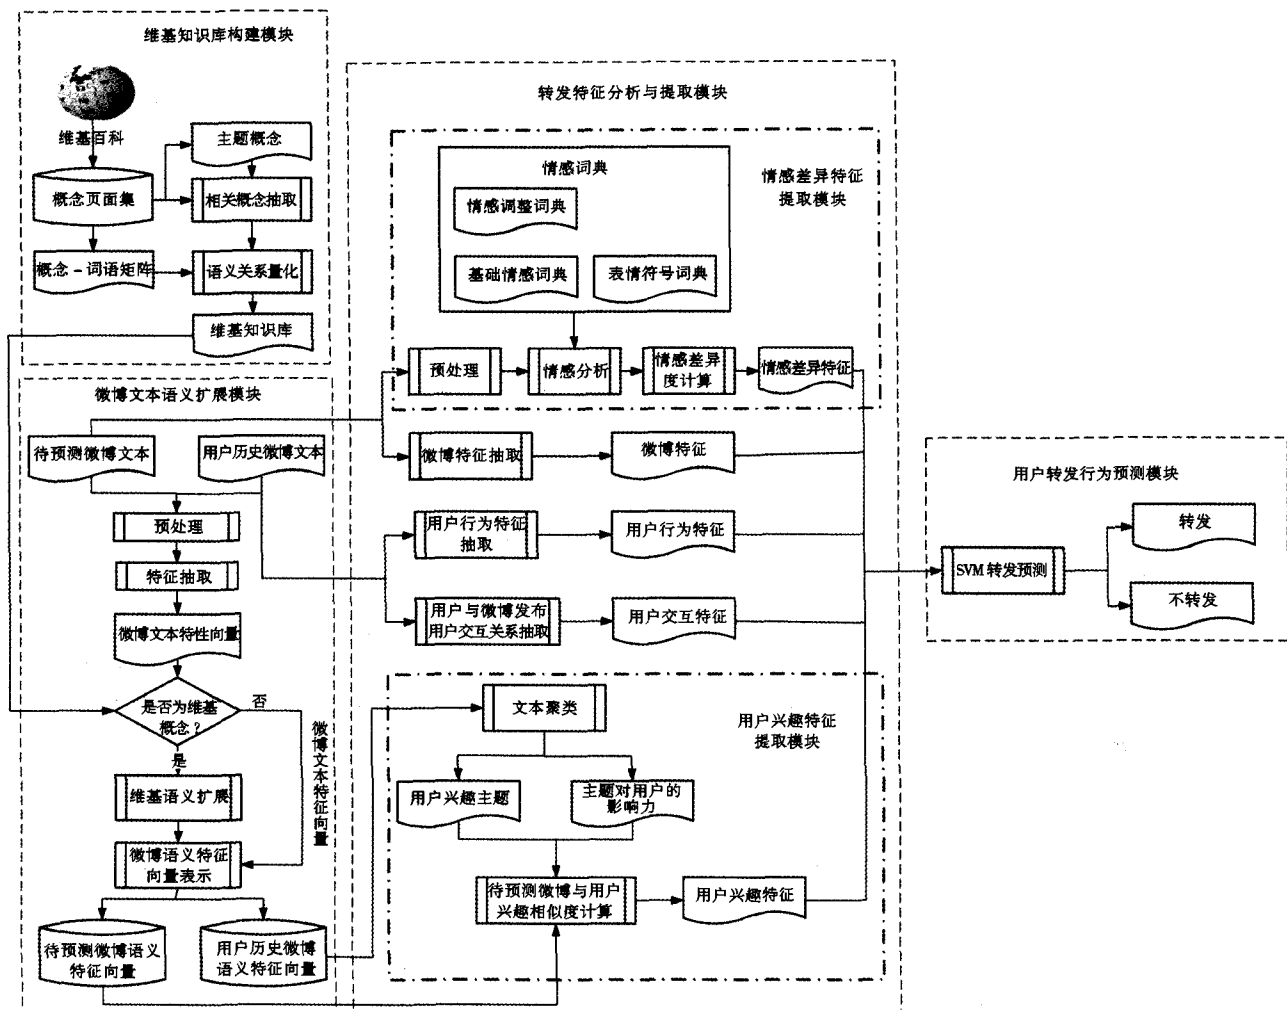 维基知识库构建模块
维基百科
主题概念
概念页面集
相关概念抽取
概念-词语矩阵
语义关系量化
维基知识库
微博文本语义扩展模块
待预测微博文本
用户历史微博文本
预处理
特征抽取
微博文本特性向量
是否为维基
概念？
否
是
微博文本特征向量
维基语义扩展
微博语义特征
向量表示
待预测微博语义
特征向量
用户历史微博
语义特征向量
转发特征分析与提取模块
情感词典
情感调整词典
基础情感词典
表情符号词典
情感差异特征
提取模块
预处理
情感分析
情感差异
度计算
情感差异特征
微博特征抽取
微博特征
用户行为特征
抽取
用户行为特征
用户与微博发布
用户交互关系抽取
用户交互特征
文本聚类
用户兴趣特征
提取模块
用户兴趣主题
主题对用户的
影响力
待预测微博与用户
兴趣相似度计算
用户兴趣特征
用户转发行为预测模块
SVM 转发预测
转发
不转发